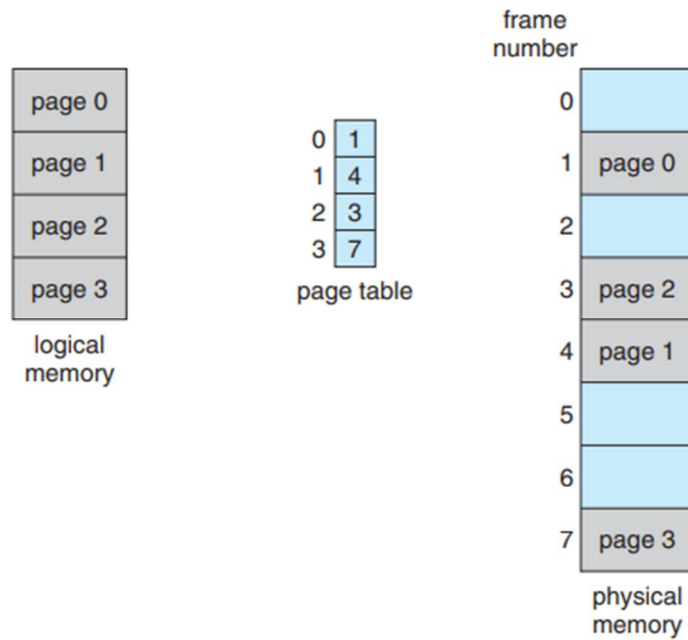 page 0
page 1
page 2
page 3
logical
memory
0 1
1 4
2 3
3 7
page table
frame
number
0
1 page 0
2
3 page 2
4 page 1
5
6
7 page 3
physical
memory